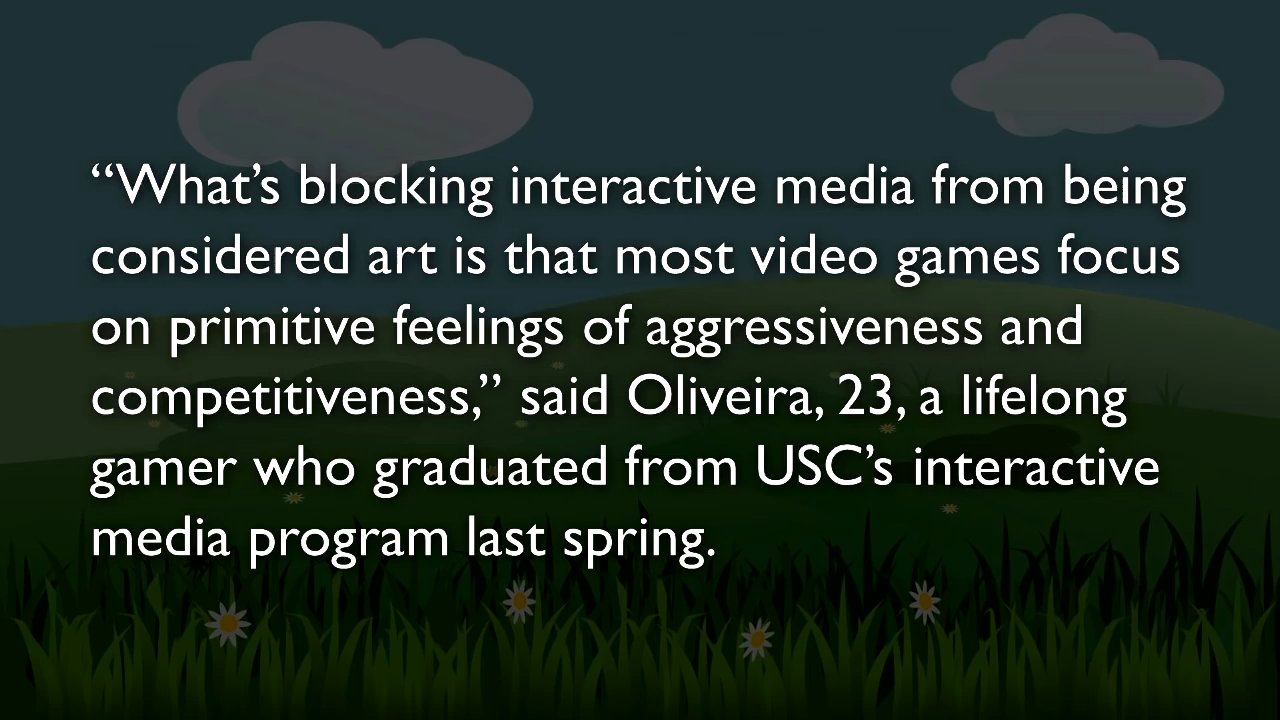 “What’s blocking interactive media from being
considered art is that most video games focus
on primitive feelings of aggressiveness and
competitiveness,” said Oliveira, 23, a lifelong
gamer who graduated from USC’s interactive
media program last spring.